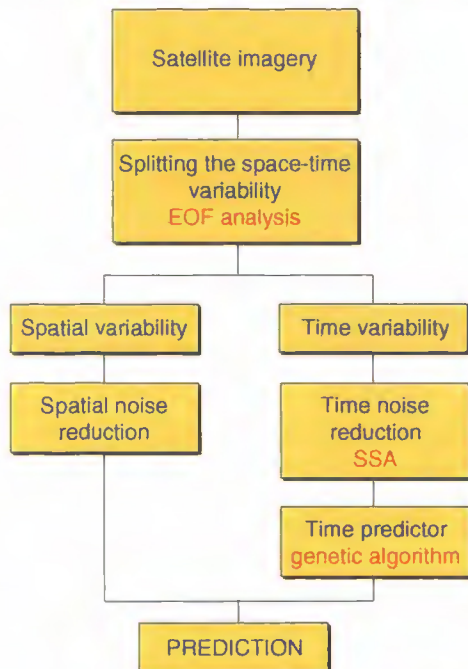 Satellite imagery
Splitting the space-time
variability
EOF analysis
Spatial variability
Time variability
Spatial noise
reduction
Time noise
reduction
SSA
Time predictor
genetic algorithm
PREDICTION